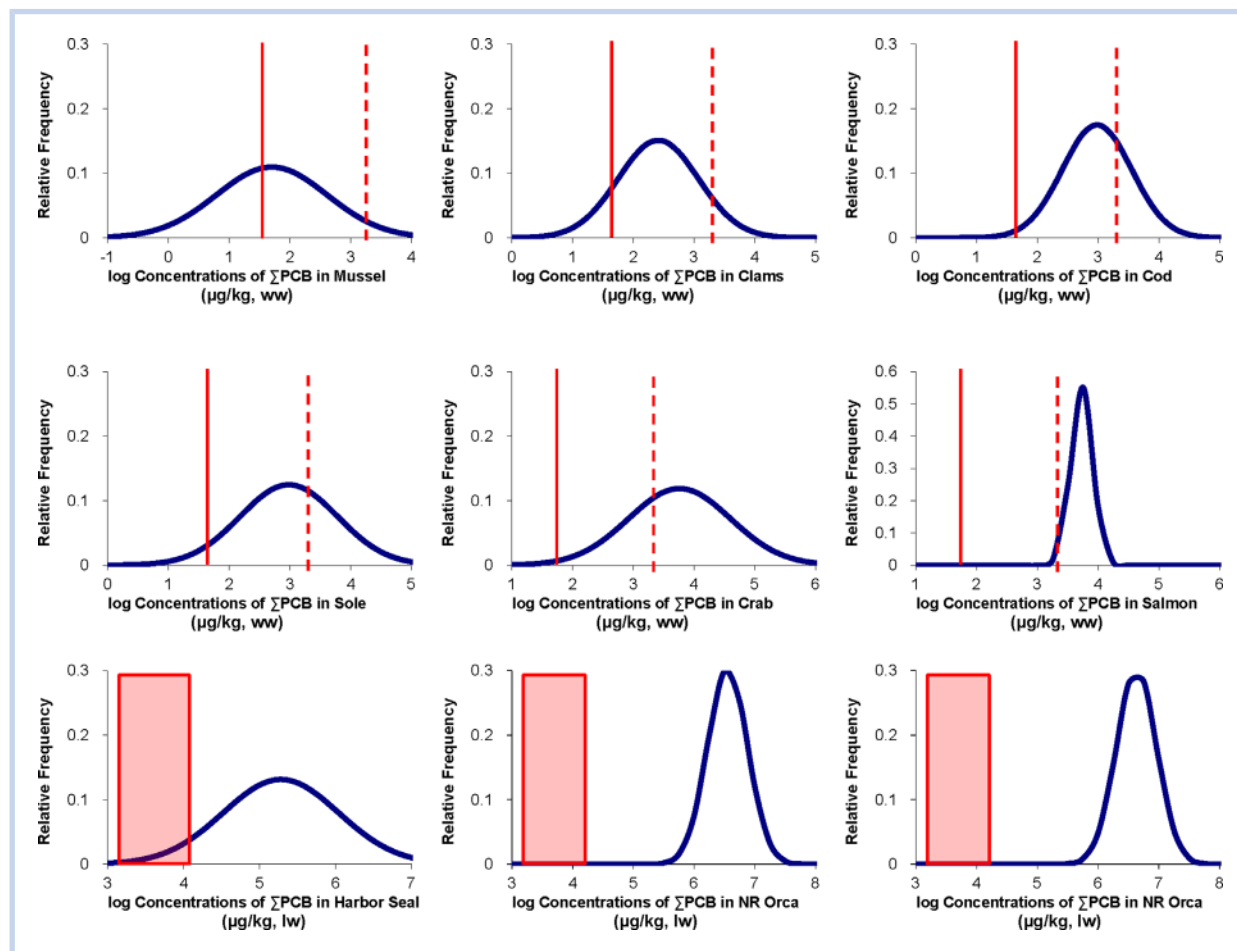 0.3
0.2
0.1
0
Relative Frequency
-1 0 1 2 3 4
log Concentrations of ∑PCB in Mussel
(µg/kg, ww)
0.3
0.2
0.1
0
Relative Frequency
0 1 2 3 4 5
log Concentrations of ∑PCB in Clams
(µg/kg, ww)
0.3
0.2
0.1
0
Relative Frequency
0 1 2 3 4 5
log Concentrations of ∑PCB in Cod
(µg/kg, ww)
0.3
0.2
0.1
0
Relative Frequency
0 1 2 3 4 5
log Concentrations of ∑PCB in Sole
(µg/kg, ww)
0.3
0.2
0.1
0
Relative Frequency
1 2 3 4 5 6
log Concentrations of ∑PCB in Crab
(µg/kg, ww)
0.6
0.5
0.4
0.3
0.2
0.1
0
Relative Frequency
1 2 3 4 5 6
log Concentrations of ∑PCB in Salmon
(µg/kg, ww)
0.3
0.2
0.1
0
Relative Frequency
3 4 5 6 7
log Concentrations of ∑PCB in Harbor Seal
(µg/kg, lw)
0.3
0.2
0.1
0
Relative Frequency
3 4 5 6 7 8
log Concentrations of ∑PCB in NR Orca
(µg/kg, lw)
0.3
0.2
0.1
0
Relative Frequency
3 4 5 6 7 8
log Concentrations of ∑PCB in NR Orca
(µg/kg, lw)